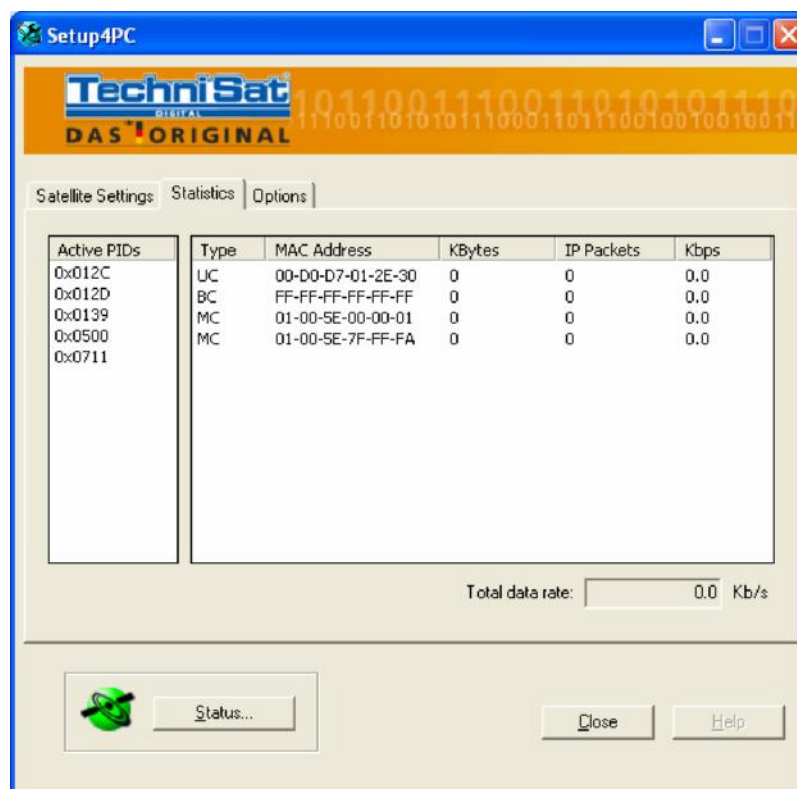 Setup4PC
TechniSat
DIGITAL
DAS ORIGINAL
Satellite Settings Statistics Options
Active PIDs
0x012C
0x012D
0x0139
0x0500
0x0711
Type MAC Address KBytes IP Packets Kbps
UC 00-D0-D7-01-2E-30 0 0 0.0
BC FF-FF-FF-FF-FF-FF 0 0 0.0
MC 01-00-5E-00-00-01 0 0 0.0
MC 01-00-5E-7F-FF-FA 0 0 0.0
Total data rate: 0.0 Kb/s
Status...
Close Help